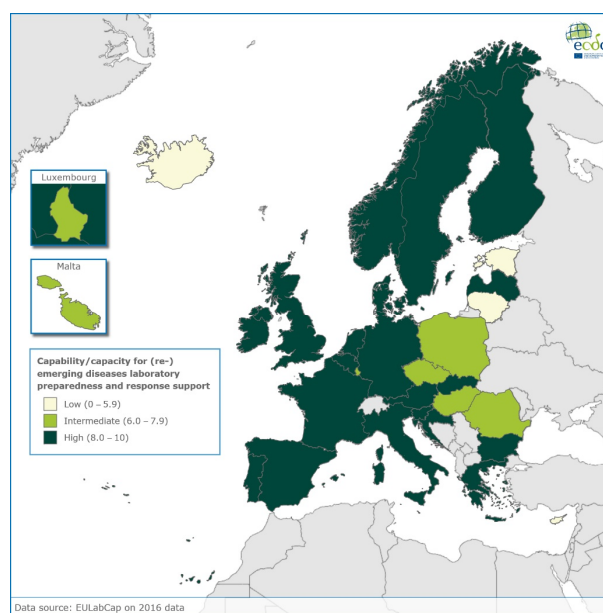 ecdc
Luxembourg
Malta
Capability/capacity for (re-)
emerging diseases laboratory
preparedness and response support
Low (0 – 5.9)
Intermediate (6.0 – 7.9)
High (8.0 – 10)
Data source: EULabCap on 2016 data